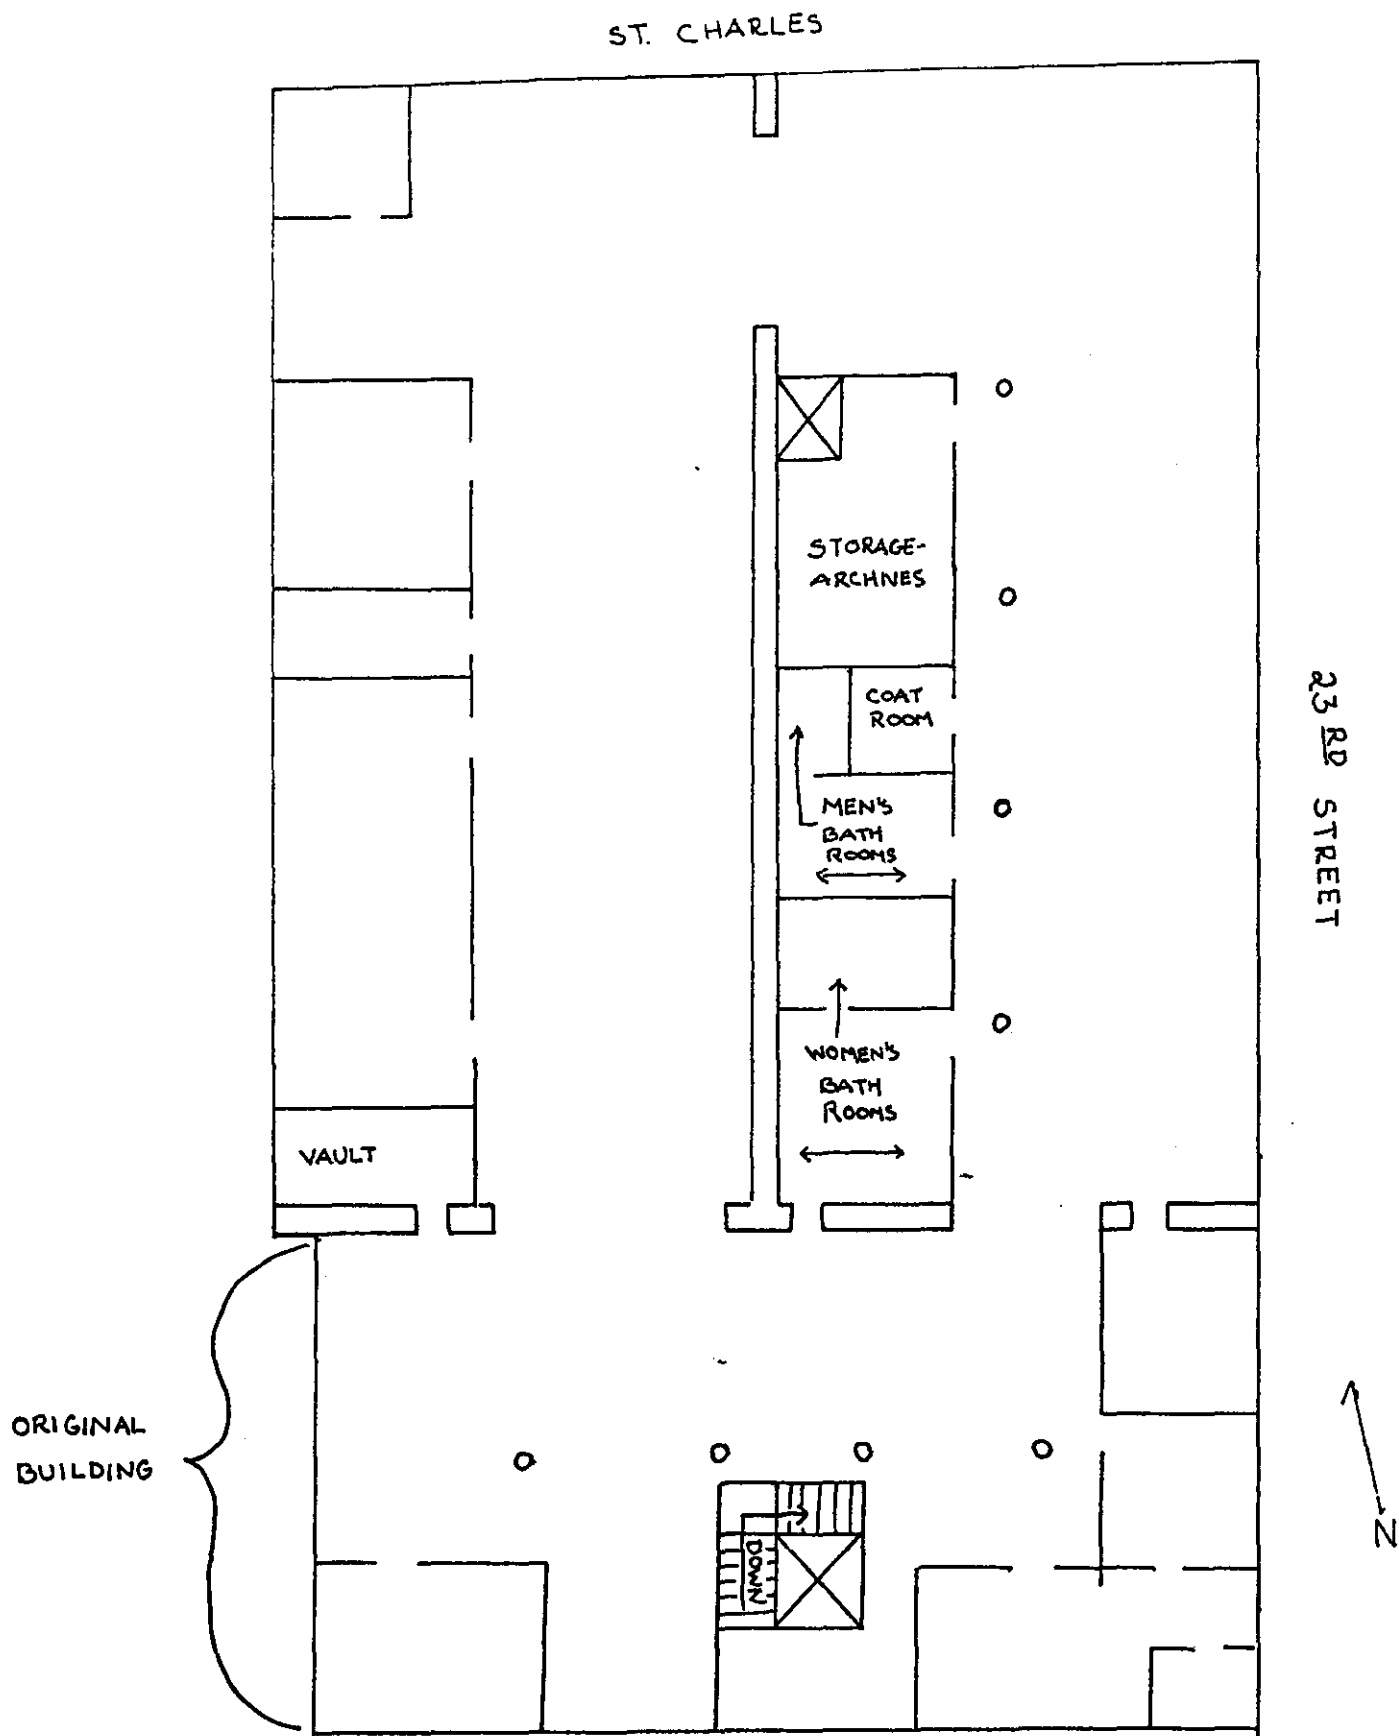 ST. CHARLES
STORAGE-
ARCHNES
COAT
ROOM
23 RD STREET
MEN'S
BATH
ROOMS
WOMEN'S
BATH
ROOMS
VAULT
ORIGINAL
BUILDING
DOWN
N